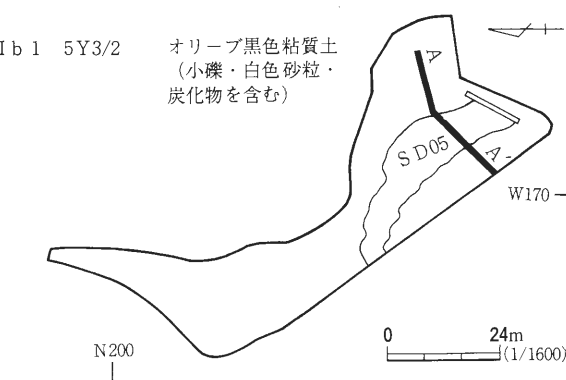 Ⅰb1 5Y3/2 オリーブ黒色粘質土
(小礫・白色砂粒・
炭化物を含む)
A
SD05
A´
W170
N200
0 24m
(1/1600)